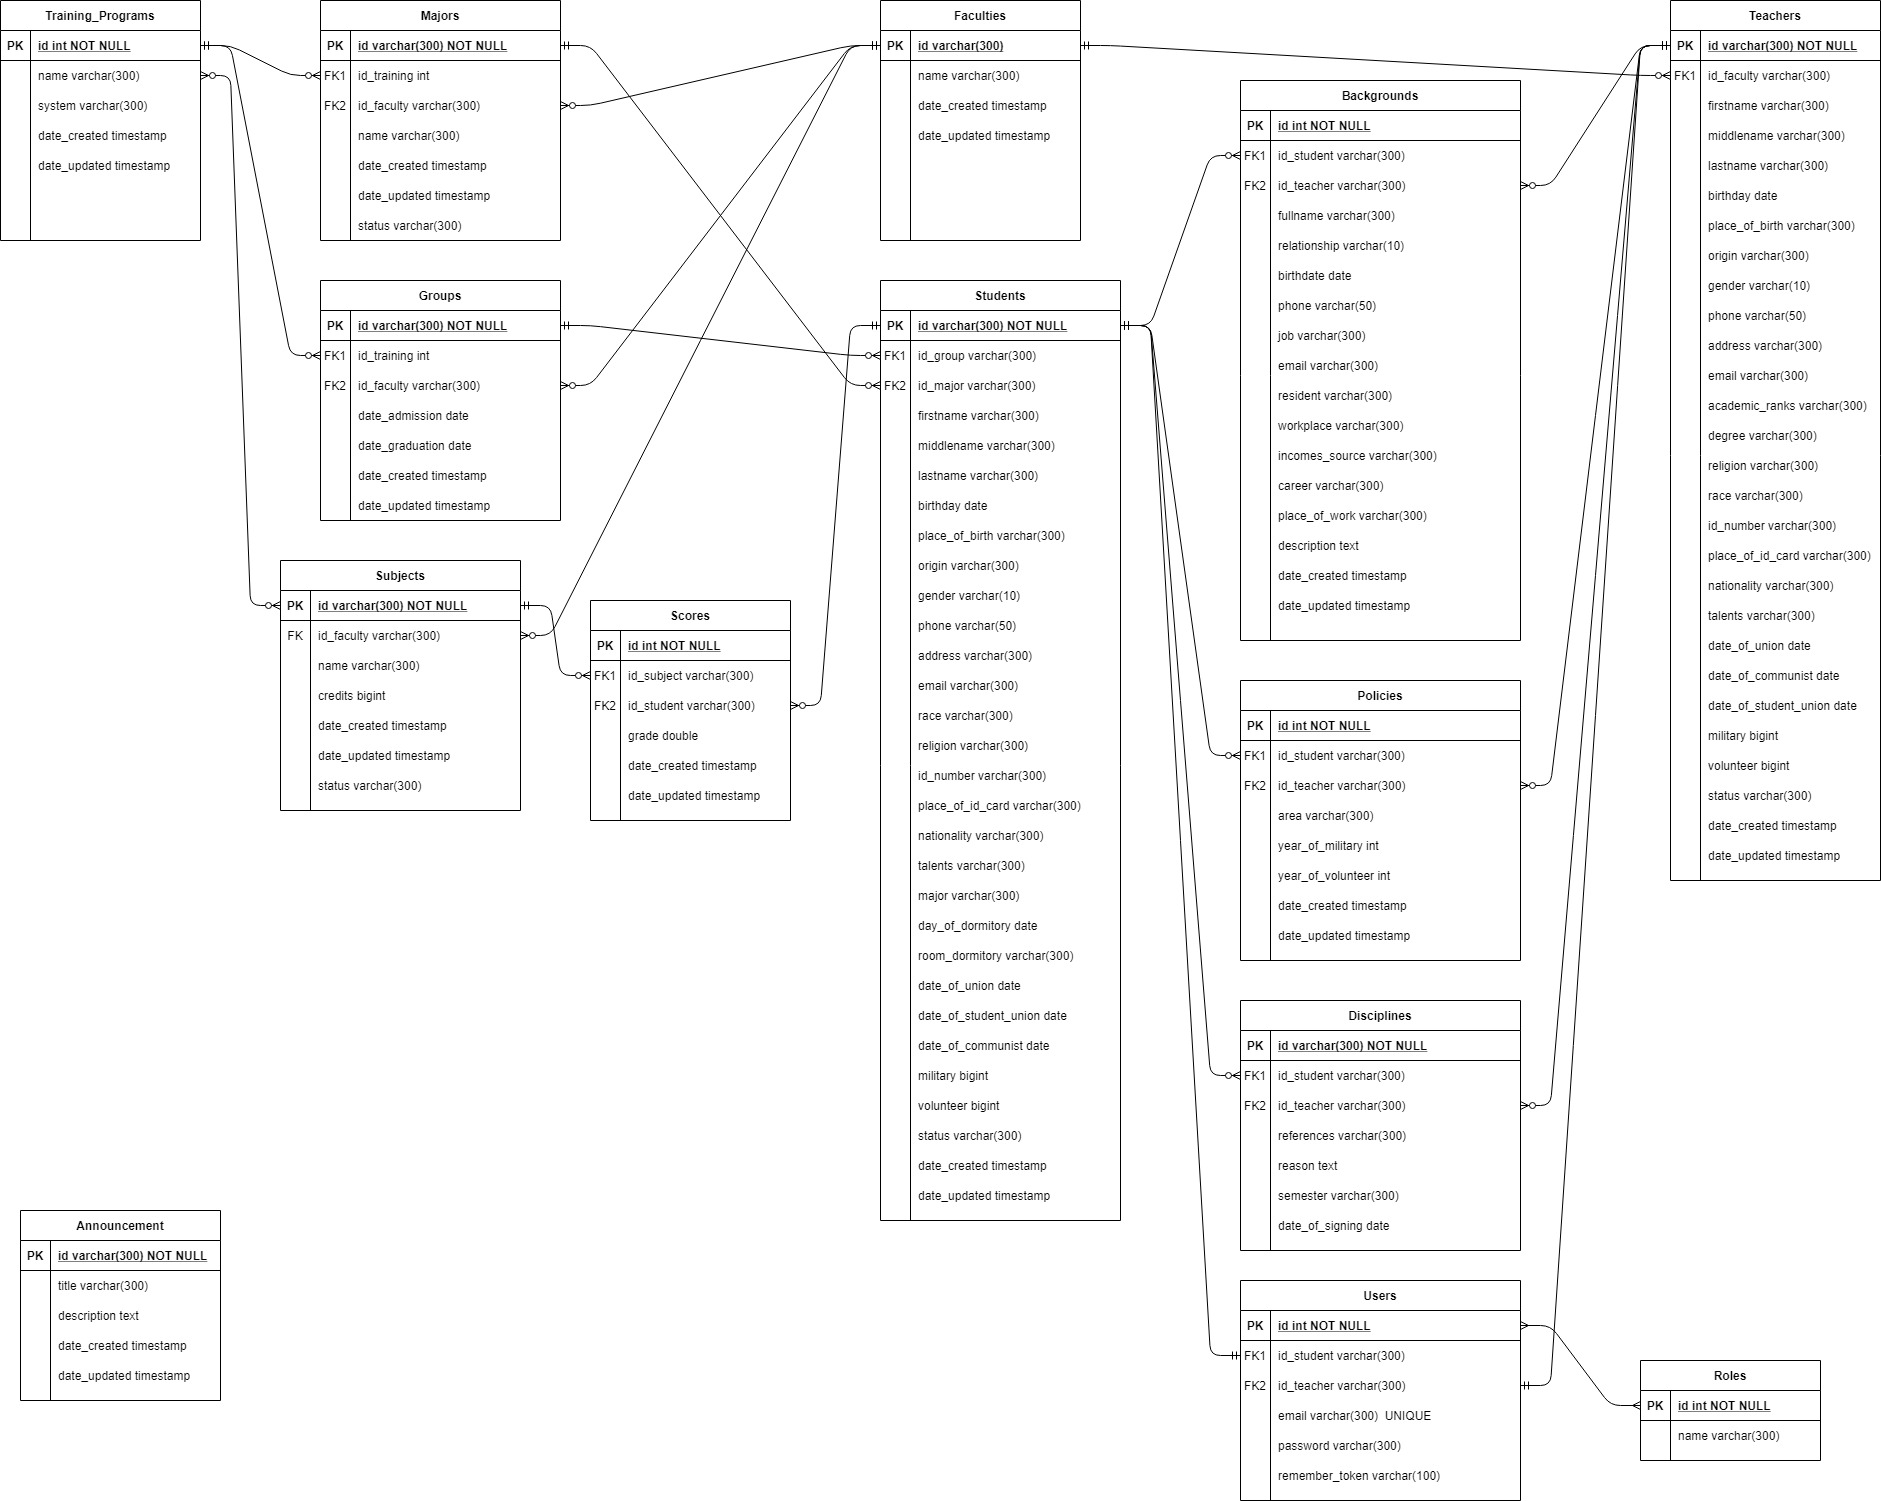 Training_Programs
PK id int NOT NULL
name varchar(300)
system varchar(300)
date_created timestamp
date_updated timestamp
Majors
PK id varchar(300) NOT NULL
FK1 id_training int
FK2 id_faculty varchar(300)
name varchar(300)
date_created timestamp
date_updated timestamp
status varchar(300)
Faculties
PK id varchar(300)
name varchar(300)
date_created timestamp
date_updated timestamp
Teachers
PK id varchar(300) NOT NULL
FK1 id_faculty varchar(300)
firstname varchar(300)
middlename varchar(300)
lastname varchar(300)
birthday date
place_of_birth varchar(300)
origin varchar(300)
gender varchar(10)
phone varchar(50)
address varchar(300)
email varchar(300)
academic_ranks varchar(300)
degree varchar(300)
religion varchar(300)
race varchar(300)
id_number varchar(300)
place_of_id_card varchar(300)
nationality varchar(300)
talents varchar(300)
date_of_union date
date_of_communist date
date_of_student_union date
military bigint
volunteer bigint
status varchar(300)
date_created timestamp
date_updated timestamp
Backgrounds
PK id int NOT NULL
FK1 id_student varchar(300)
FK2 id_teacher varchar(300)
fullname varchar(300)
relationship varchar(10)
birthdate date
phone varchar(50)
job varchar(300)
email varchar(300)
resident varchar(300)
workplace varchar(300)
incomes_source varchar(300)
career varchar(300)
place_of_work varchar(300)
description text
date_created timestamp
date_updated timestamp
Groups
PK id varchar(300) NOT NULL
FK1 id_training int
FK2 id_faculty varchar(300)
date_admission date
date_graduation date
date_created timestamp
date_updated timestamp
Students
PK id varchar(300) NOT NULL
FK1 id_group varchar(300)
FK2 id_major varchar(300)
firstname varchar(300)
middlename varchar(300)
lastname varchar(300)
birthday date
place_of_birth varchar(300)
origin varchar(300)
gender varchar(10)
phone varchar(50)
address varchar(300)
email varchar(300)
race varchar(300)
religion varchar(300)
id_number varchar(300)
place_of_id_card varchar(300)
nationality varchar(300)
talents varchar(300)
major varchar(300)
day_of_dormitory date
room_dormitory varchar(300)
date_of_union date
date_of_student_union date
date_of_communist date
military bigint
volunteer bigint
status varchar(300)
date_created timestamp
date_updated timestamp
Subjects
PK id varchar(300) NOT NULL
FK id_faculty varchar(300)
name varchar(300)
credits bigint
date_created timestamp
date_updated timestamp
status varchar(300)
Scores
PK id int NOT NULL
FK1 id_subject varchar(300)
FK2 id_student varchar(300)
grade double
date_created timestamp
date_updated timestamp
Policies
PK id int NOT NULL
FK1 id_student varchar(300)
FK2 id_teacher varchar(300)
area varchar(300)
year_of_military int
year_of_volunteer int
date_created timestamp
date_updated timestamp
Disciplines
PK id varchar(300) NOT NULL
FK1 id_student varchar(300)
FK2 id_teacher varchar(300)
references varchar(300)
reason text
semester varchar(300)
date_of_signing date
Announcement
PK id varchar(300) NOT NULL
title varchar(300)
description text
date_created timestamp
date_updated timestamp
Users
PK id int NOT NULL
FK1 id_student varchar(300)
FK2 id_teacher varchar(300)
email varchar(300) UNIQUE
password varchar(300)
remember_token varchar(100)
Roles
PK id int NOT NULL
name varchar(300)